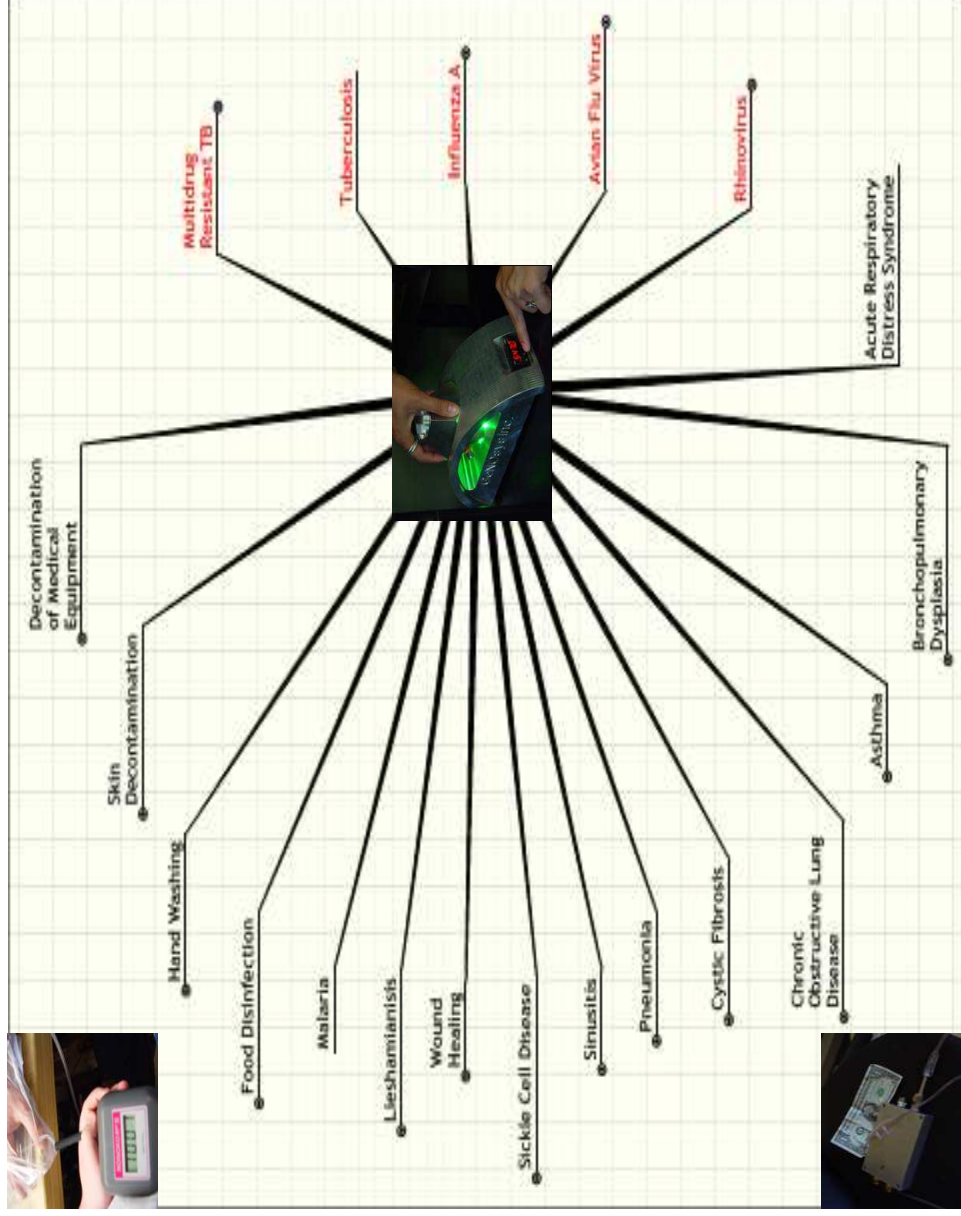 Multidrug
Resistant TB
Tuberculosis
Influenza A
Avian Flu Virus
Rhinovirus
Acute Respiratory
Distress Syndrome
Decontamination
of Medical
Equipment
Skin
Decontamination
Hand Washing
Food Disinfection
Malaria
Lieshamianisis
Wound
Healing
Sickle Cell Disease
Sinusitis
Pneumonia
Cystic Fibrosis
Chronic
Obstructive Lung
Disease
Asthma
Bronchopulmonary
Dysplasia